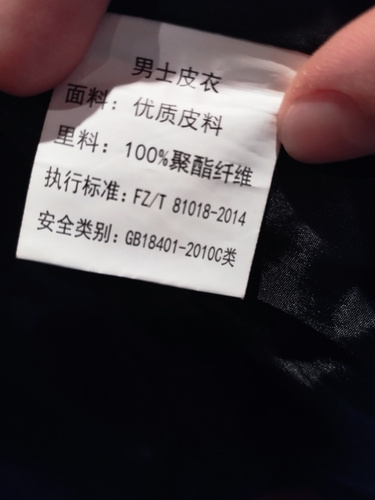 男士皮衣
面料：优质皮料
里料：100%聚酯纤维
执行标准：FZ/T 81018-2014
安全类别：GB18401-2010C类